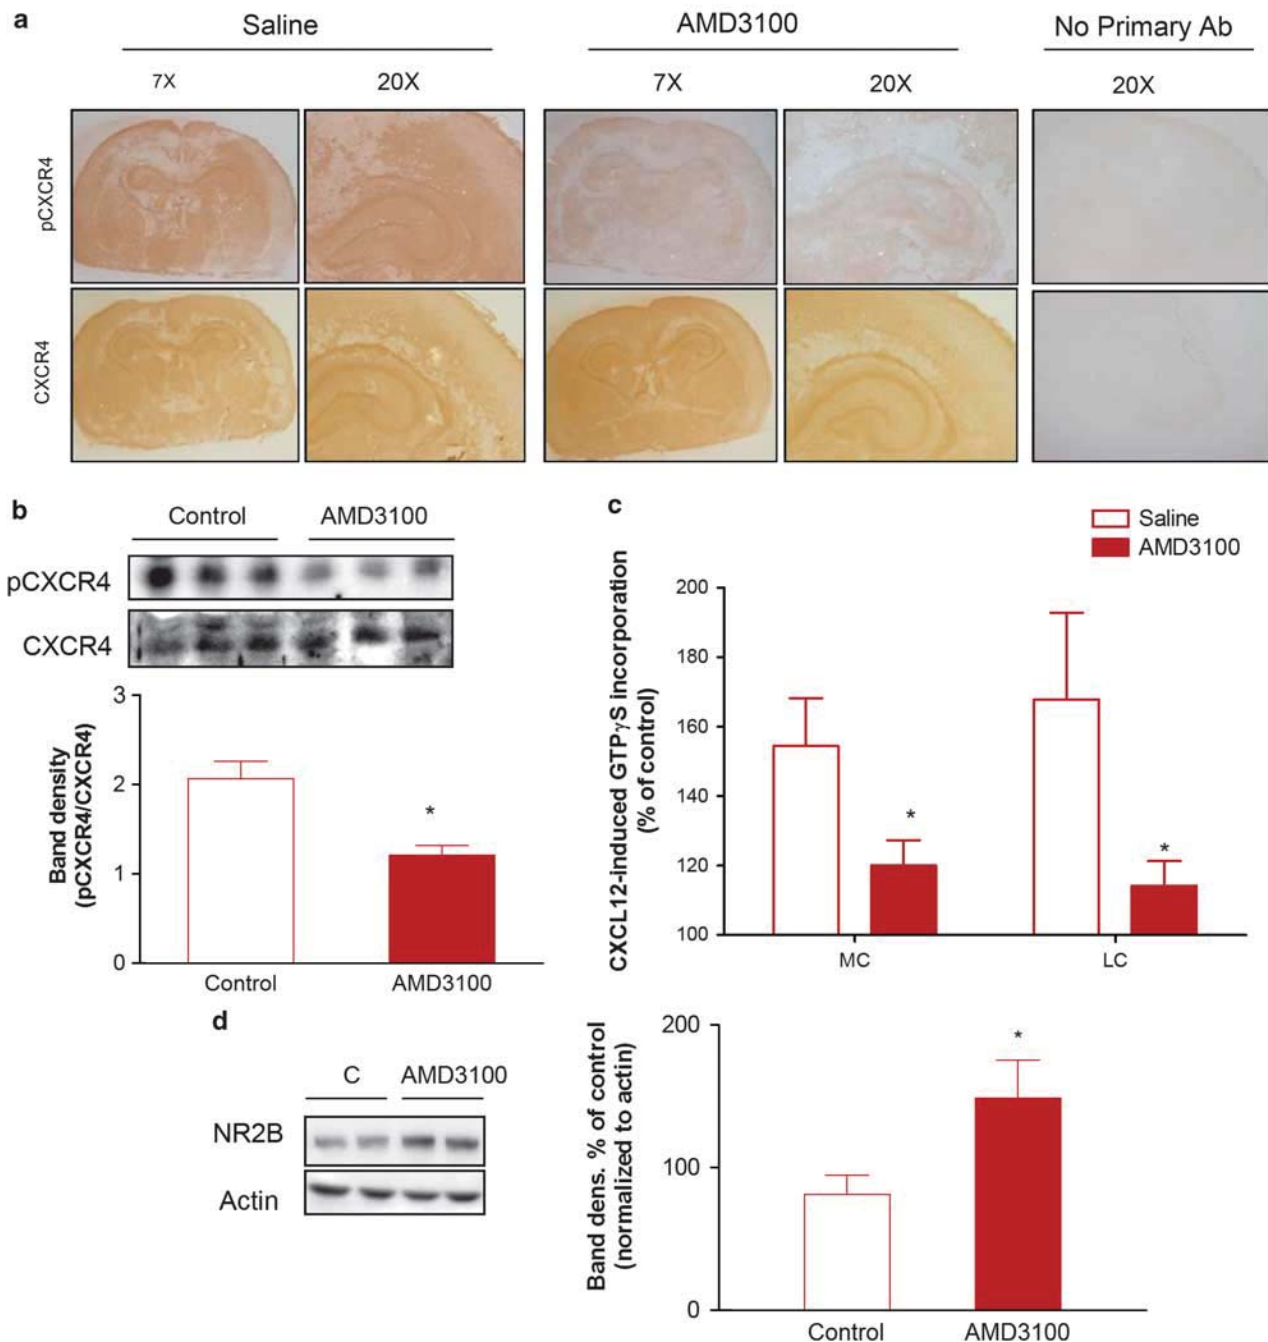 a
Saline
AMD3100
No Primary Ab
7X
20X
7X
20X
20X
pCXCR4
CXCR4
b
Control
AMD3100
pCXCR4
CXCR4
Band density
(pCXCR4/CXCR4)
3
2
1
0
*
Control
AMD3100
c
Saline
AMD3100
CXCL12-induced GTPγS incorporation
(% of control)
200
180
160
140
120
100
*
*
MC
LC
d
C
AMD3100
NR2B
Actin
Band dens. % of control
(normalized to actin)
200
100
0
*
Control
AMD3100